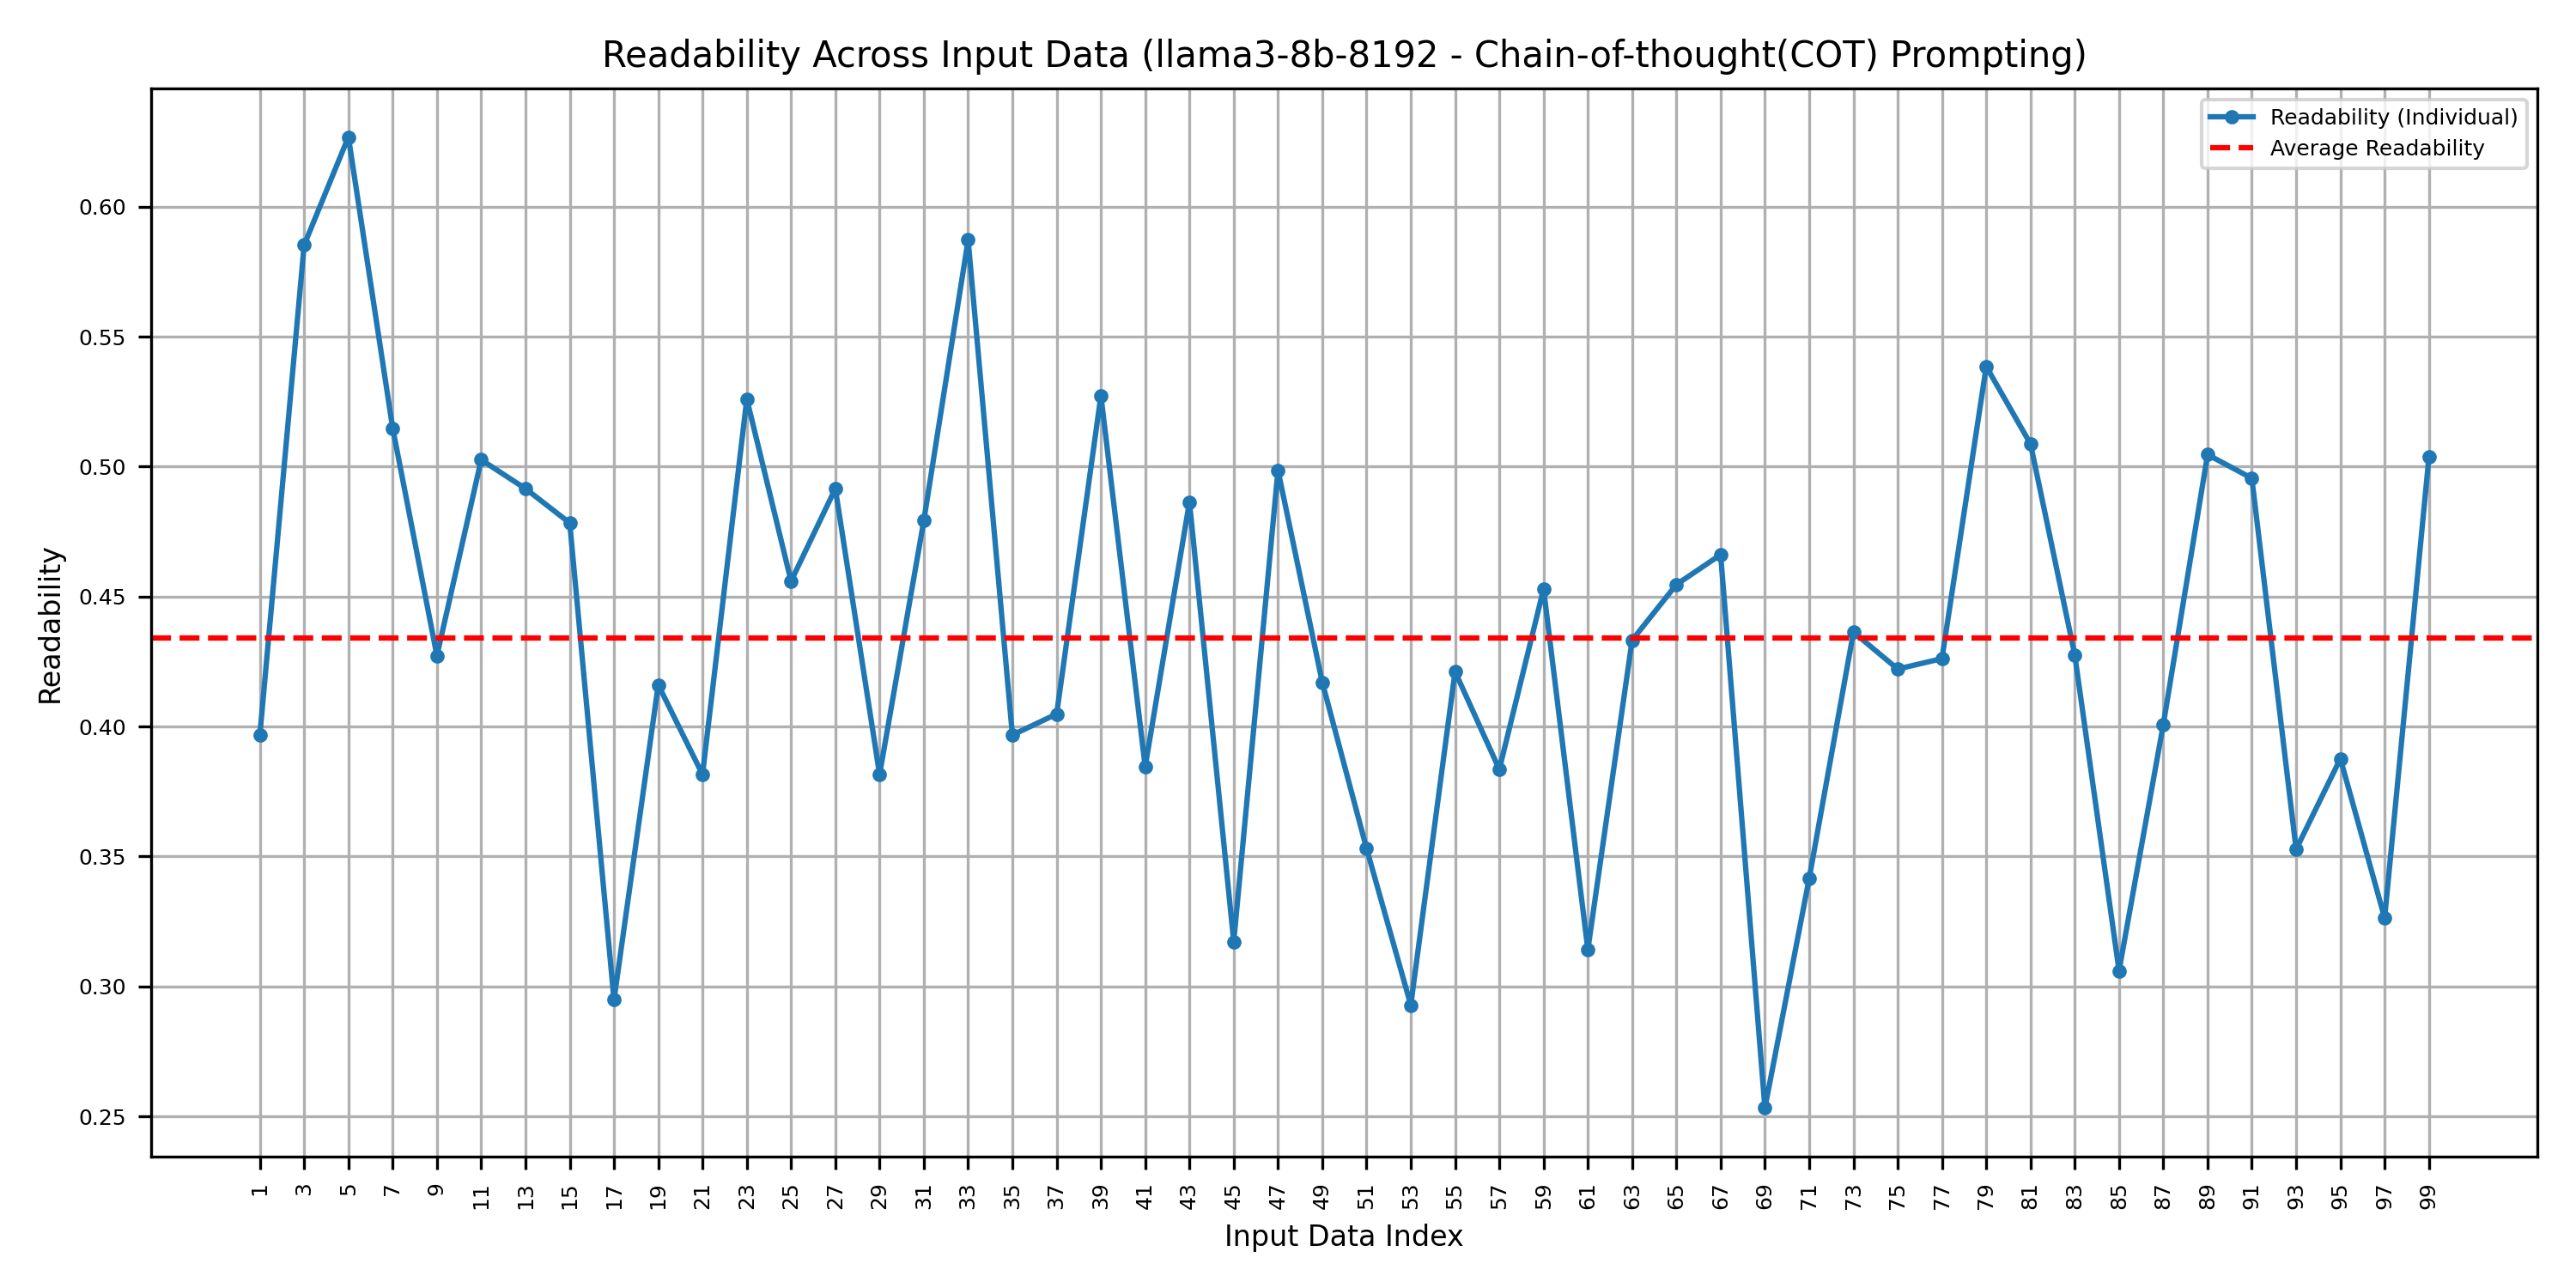 Readability Across Input Data (llama3-8b-8192 - Chain-of-thought(COT) Prompting)
Readability (Individual)
Average Readability
Readability
0.60
0.55
0.50
0.45
0.40
0.35
0.30
0.25
1 3 5 7 9 11 13 15 17 19 21 23 25 27 29 31 33 35 37 39 41 43 45 47 49 51 53 55 57 59 61 63 65 67 69 71 73 75 77 79 81 83 85 87 89 91 93 95 97 99
Input Data Index